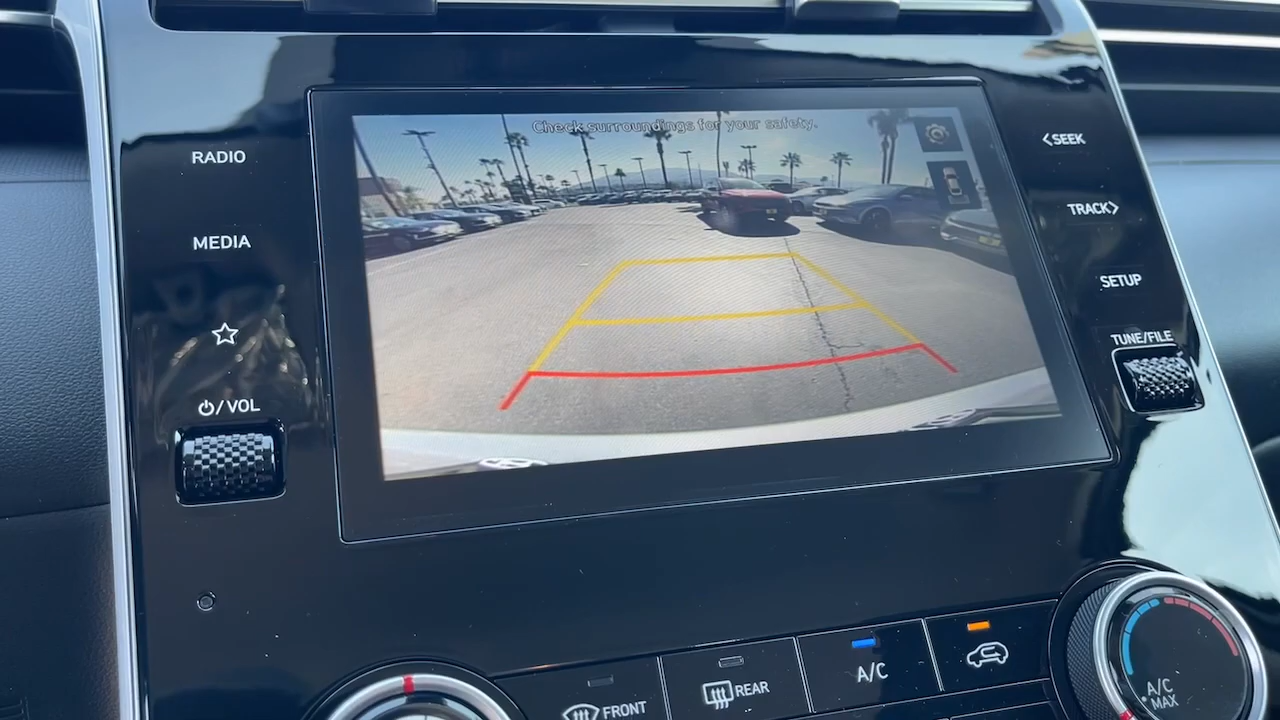 Check surroundings for your safety.
RADIO
MEDIA
/VOL
<SEEK
TRACK>
SETUP
TUNE/FILE
FRONT
REAR
A/C
A/C
MAX